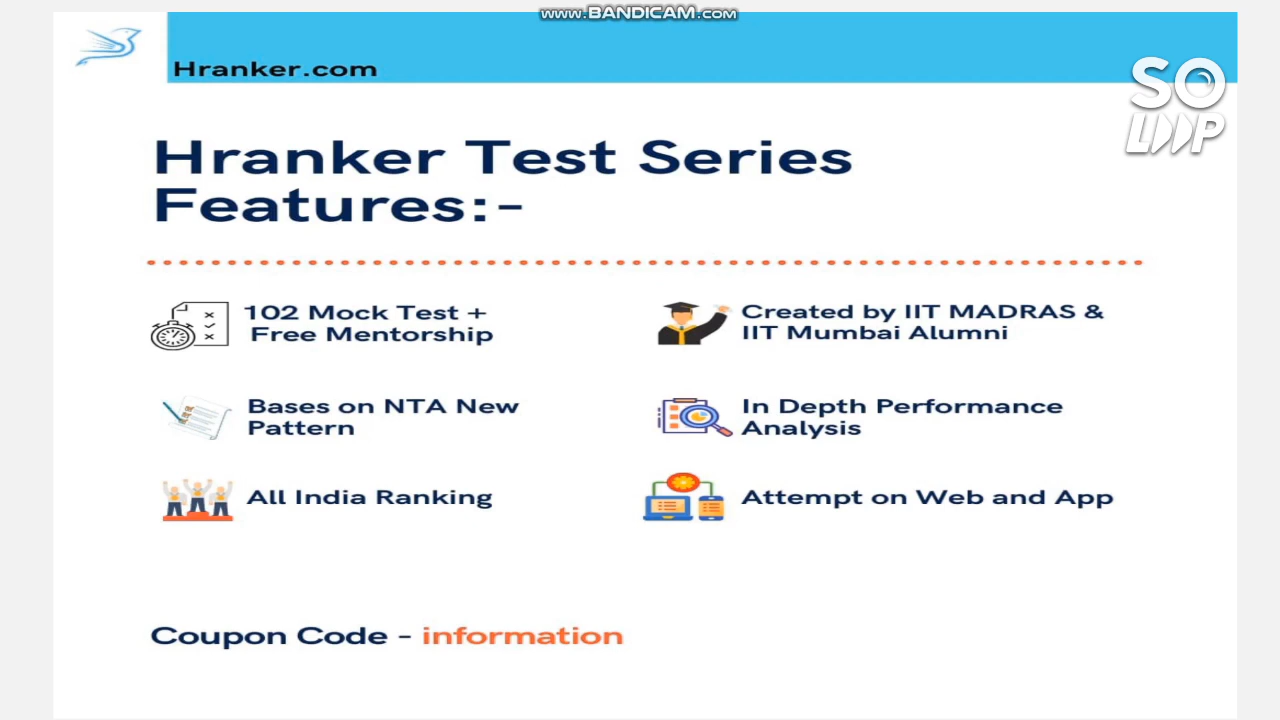 www.BANDICAM.com
Hranker.com
SO
LOOP
Hranker Test Series
Features:-
102 Mock Test +
Free Mentorship
Created by IIT MADRAS &
IIT Mumbai Alumni
Bases on NTA New
Pattern
In Depth Performance
Analysis
All India Ranking
Attempt on Web and App
Coupon Code - information